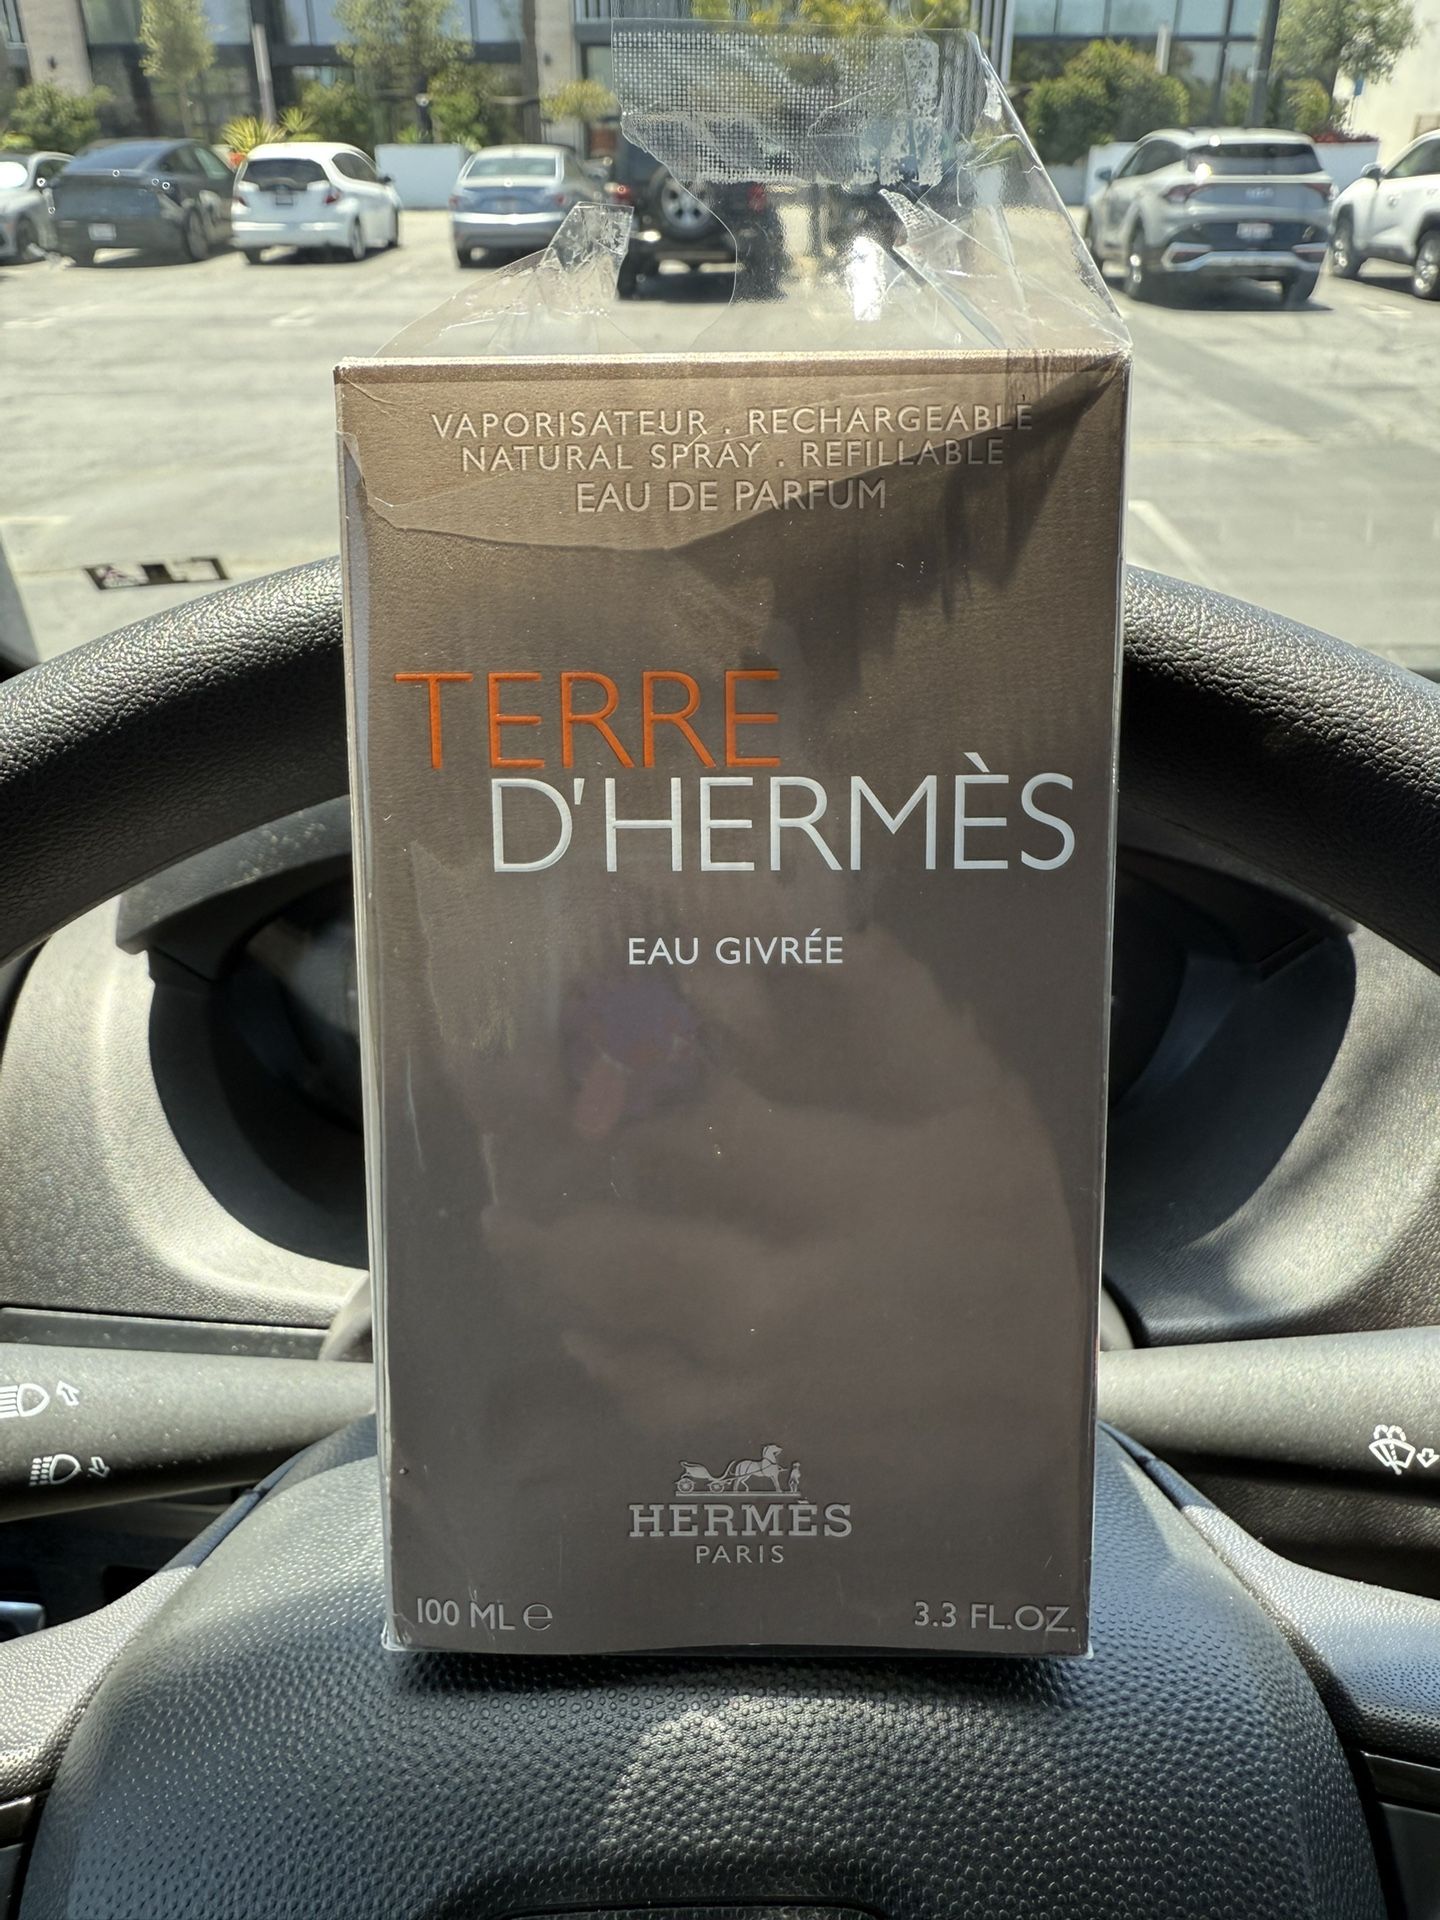 VAPORISATEUR . RECHARGEABLE
NATURAL SPRAY . REFILLABLE
EAU DE PARFUM
TERRE
D'HERMÈS
EAU GIVRÉE
HERMÈS
PARIS
100 ML ℮
3.3 FL.OZ.